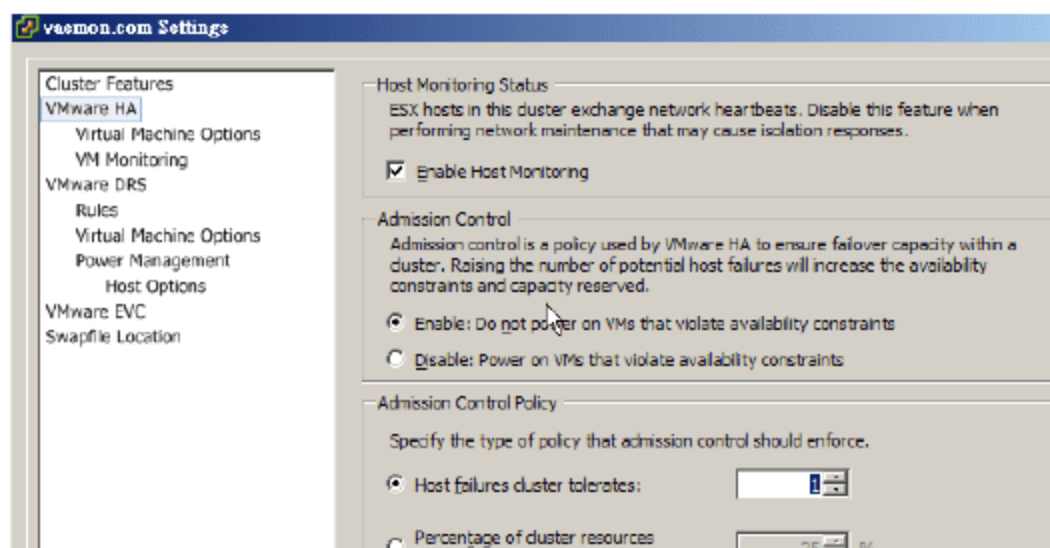 vaemon.com Settings
Cluster Features
VMware HA
Virtual Machine Options
VM Monitoring
VMware DRS
Rules
Virtual Machine Options
Power Management
Host Options
VMware EVC
Swapfile Location
Host Monitoring Status
ESX hosts in this cluster exchange network heartbeats. Disable this feature when
performing network maintenance that may cause isolation responses.
Enable Host Monitoring
Admission Control
Admission control is a policy used by VMware HA to ensure failover capacity within a
cluster. Raising the number of potential host failures will increase the availability
constraints and capacity reserved.
Enable: Do not power on VMs that violate availability constraints
Disable: Power on VMs that violate availability constraints
Admission Control Policy
Specify the type of policy that admission control should enforce.
Host failures cluster tolerates: 1
Percentage of cluster resources
25 %